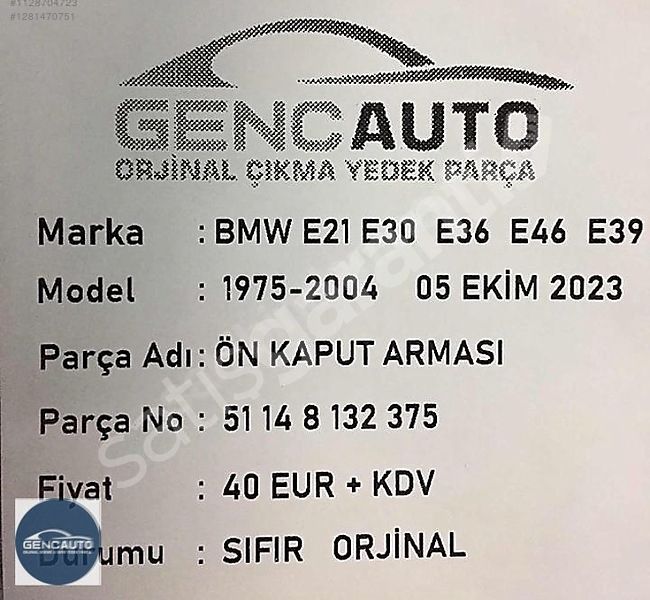 #1128704723
#1281470751
GENCAUTO
ORJİNAL ÇIKMA YEDEK PARÇA
Marka : BMW E21 E30 E36 E46 E39
Model : 1975-2004 05 EKİM 2023
Parça Adı : ÖN KAPUT ARMASI
Parça No : 51 14 8 132 375
Fiyat : 40 EUR + KDV
Durumu : SIFIR ORJİNAL
GENCAUTO